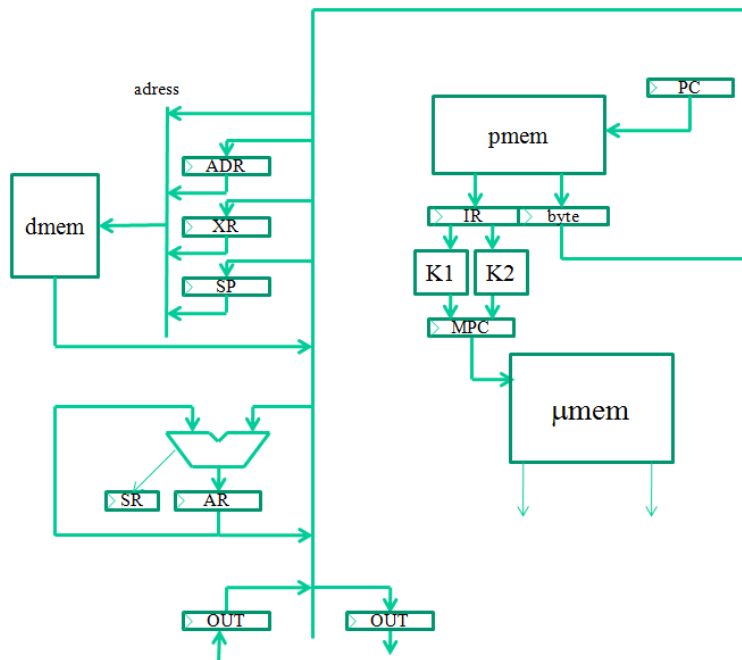 adress
PC
pmem
ADR
dmem
XR
IR
byte
K1
K2
SP
MPC
μmem
SR
AR
OUT
OUT